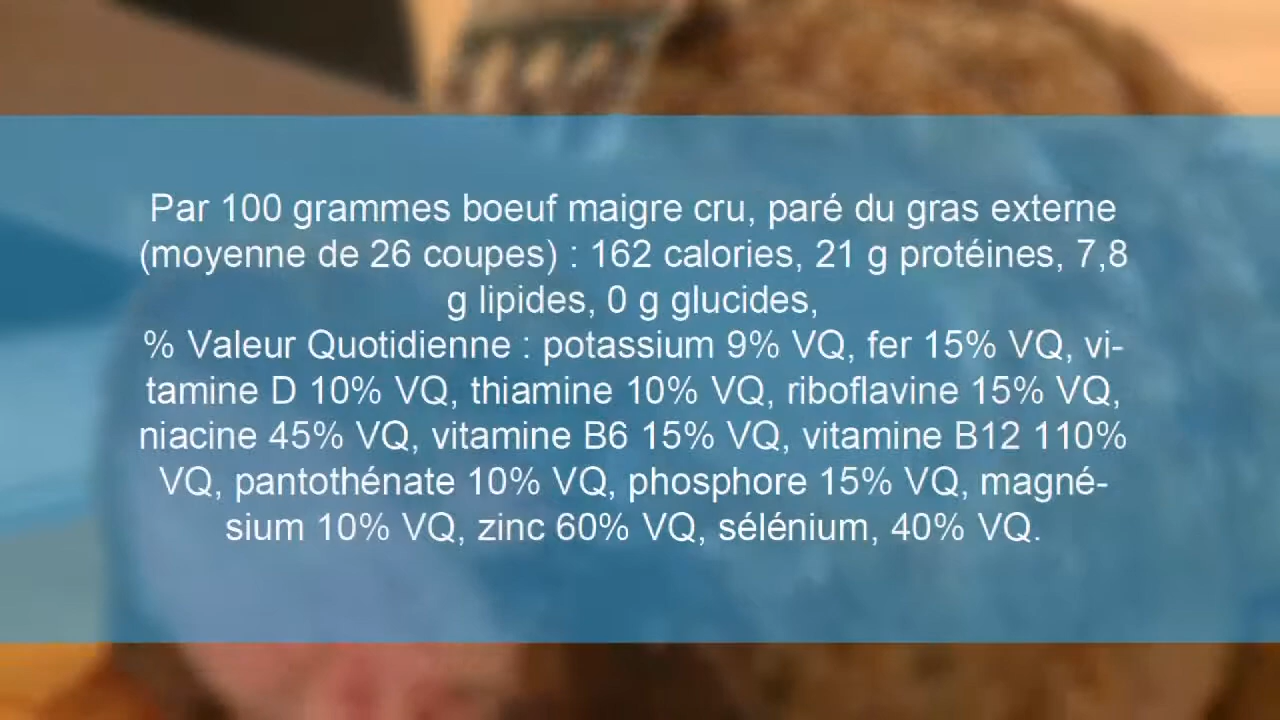 Par 100 grammes boeuf maigre cru, paré du gras externe
(moyenne de 26 coupes) : 162 calories, 21 g protéines, 7,8
g lipides, 0 g glucides,
% Valeur Quotidienne : potassium 9% VQ, fer 15% VQ, vi-
tamine D 10% VQ, thiamine 10% VQ, riboflavine 15% VQ,
niacine 45% VQ, vitamine B6 15% VQ, vitamine B12 110%
VQ, pantothénate 10% VQ, phosphore 15% VQ, magné-
sium 10% VQ, zinc 60% VQ, sélénium, 40% VQ.